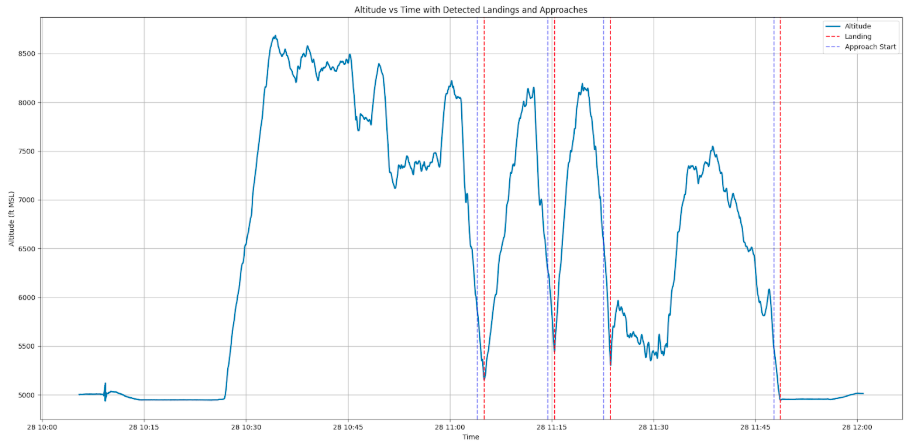 Altitude vs Time with Detected Landings and Approaches
Altitude
Landing
Approach Start
Altitude (ft MSL)
8500
8000
7500
7000
6500
6000
5500
5000
28 10:00 28 10:15 28 10:30 28 10:45 28 11:00 28 11:15 28 11:30 28 11:45 28 12:00
Time